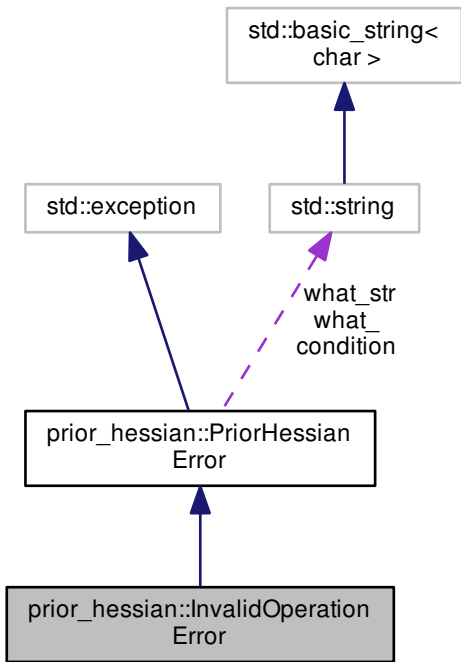 std::basic_string<
char >
std::exception
std::string
what_str
what_
condition
prior_hessian::PriorHessian
Error
prior_hessian::InvalidOperation
Error